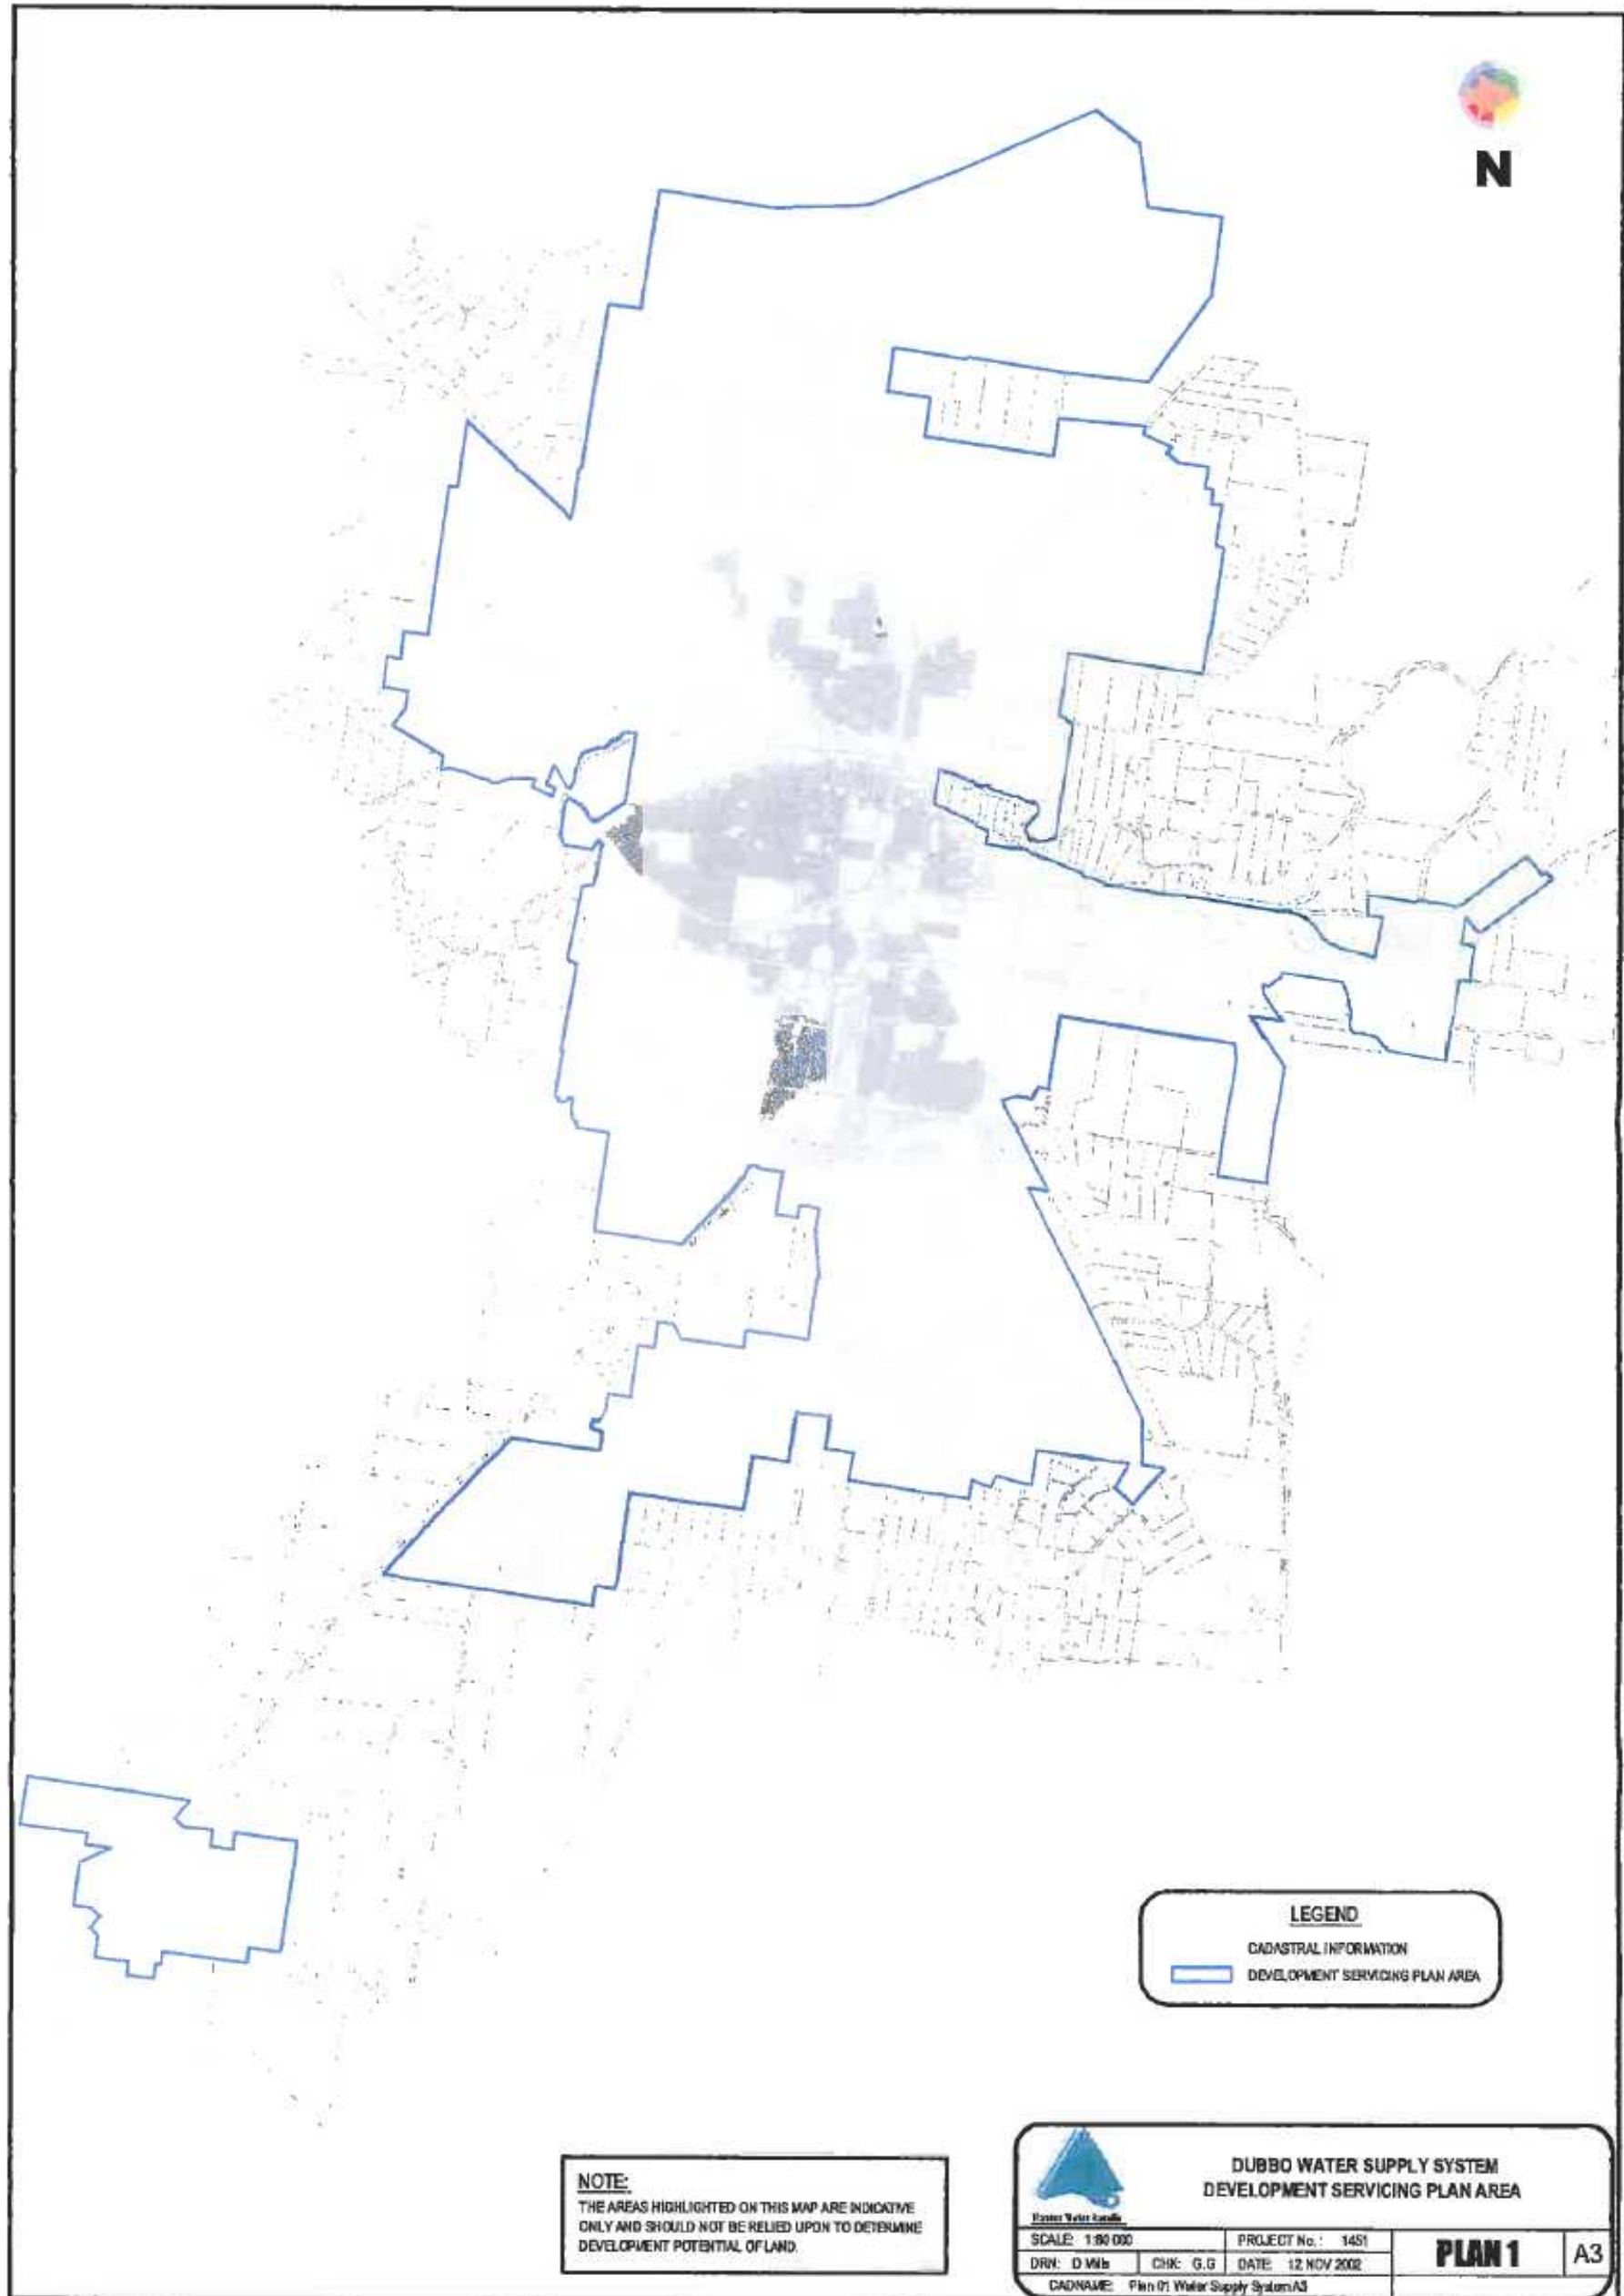 N
LEGEND
CADASTRAL INFORMATION
DEVELOPMENT SERVICING PLAN AREA
NOTE:
THE AREAS HIGHLIGHTED ON THIS MAP ARE INDICATIVE
ONLY AND SHOULD NOT BE RELIED UPON TO DETERMINE
DEVELOPMENT POTENTIAL OF LAND.
DUBBO WATER SUPPLY SYSTEM
DEVELOPMENT SERVICING PLAN AREA
Hunter Water
SCALE: 1:80 000
PROJECT No.: 1451
DRN: D
CHK: G.G
DATE: 12 NOV 2002
PLAN 1
A3
CADNAME: Plan 01 Water Supply System A3